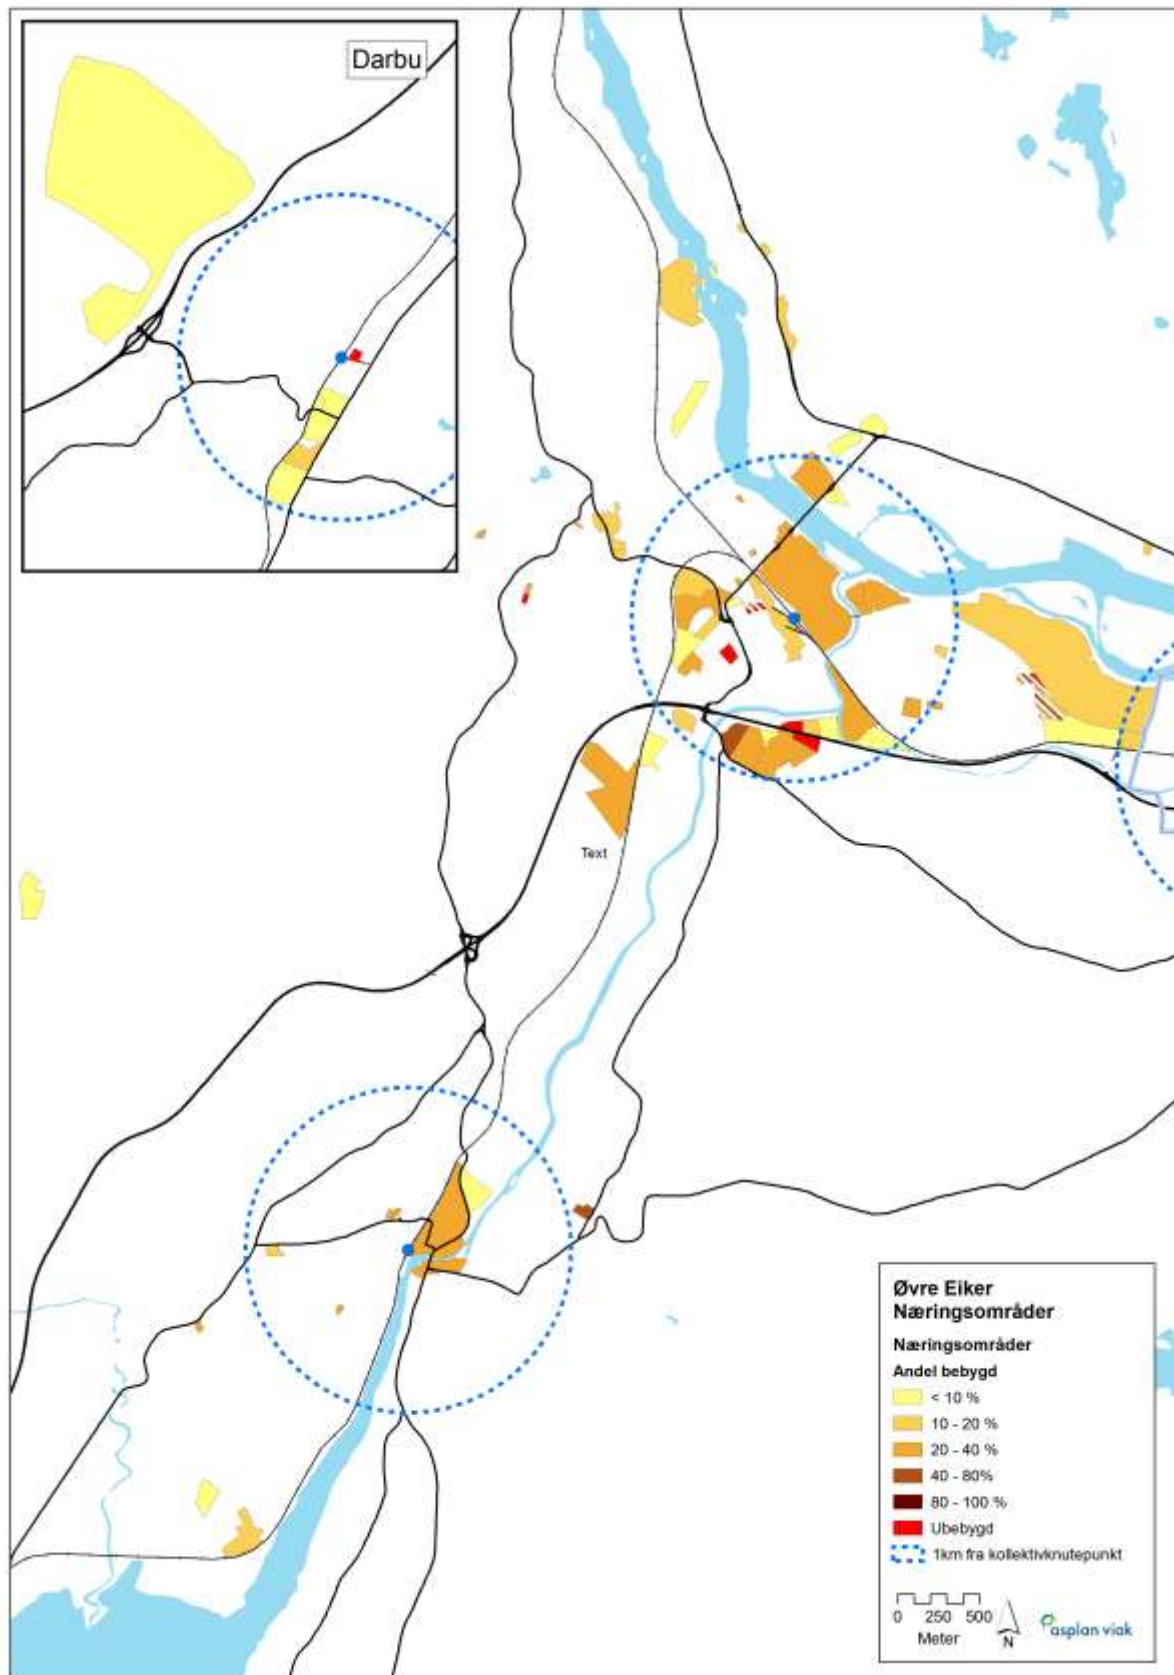 Darbu
Text
Øvre Eiker
Næringsområder
Næringsområder
Andel bebygd
< 10 %
10 - 20 %
20 - 40 %
40 - 80%
80 - 100 %
Ubebygd
1km fra kollektivknutepunkt
0 250 500
Meter
N
asplan viak